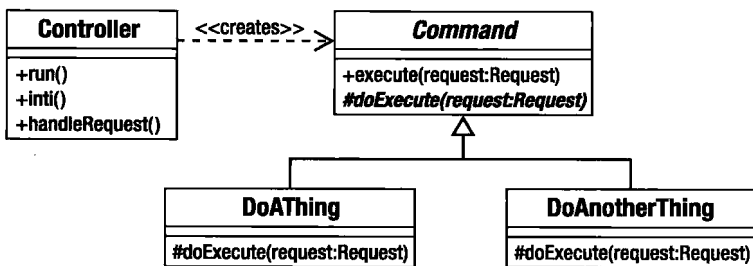 Controller
+run()
+inti()
+handleRequest()
<<creates>>
Command
+execute(request:Request)
#doExecute(request:Request)
DoAThing
#doExecute(request:Request)
DoAnotherThing
#doExecute(request:Request)